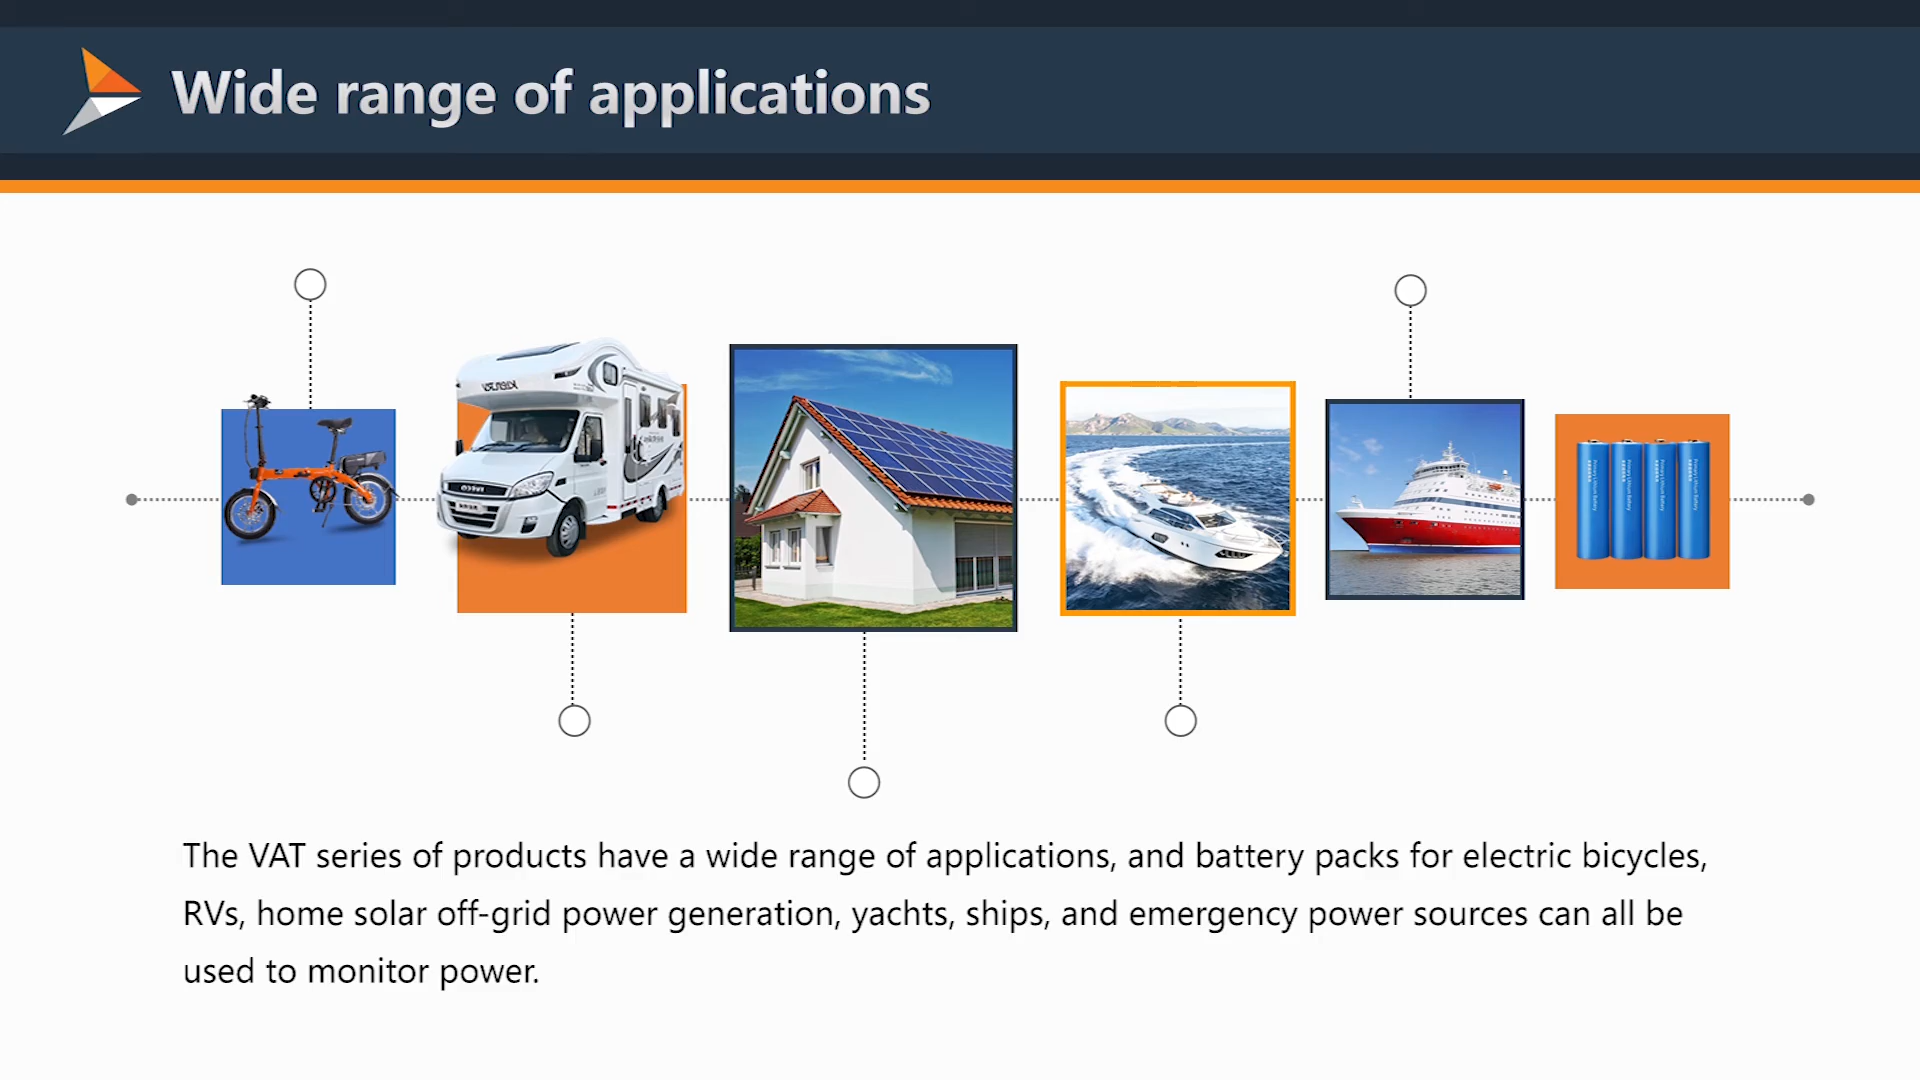 Wide range of applications
The VAT series of products have a wide range of applications, and battery packs for electric bicycles,
RVs, home solar off-grid power generation, yachts, ships, and emergency power sources can all be
used to monitor power.